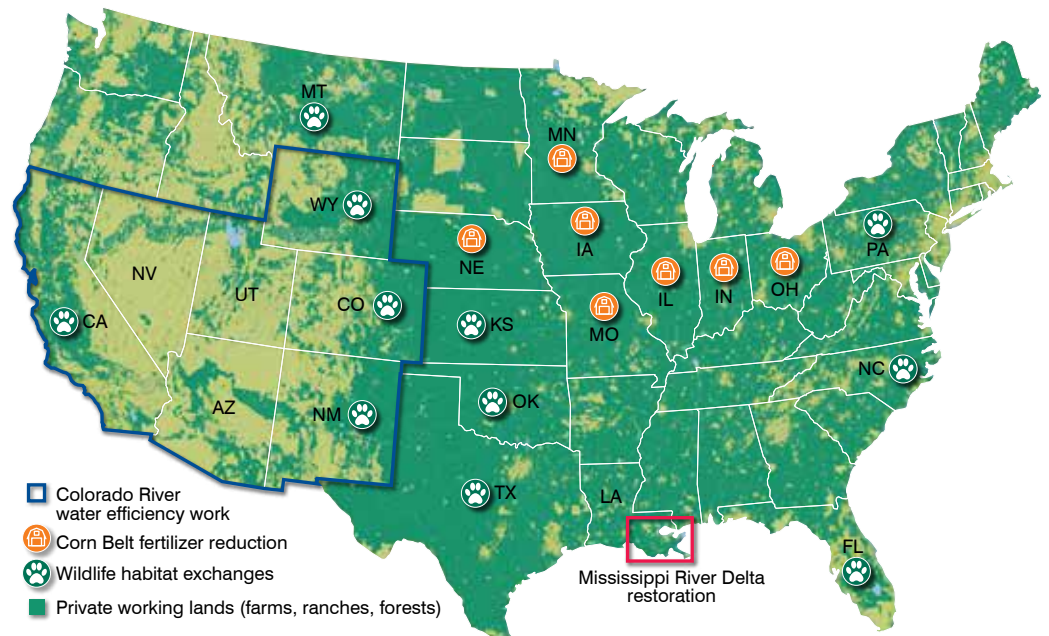 MT
MN
WY
PA
IA
NE
NV
UT
IL
IN
OH
CO
CA
KS
MO
NC
AZ
NM
OK
TX
LA
FL
Colorado River
water efficiency work
Corn Belt fertilizer reduction
Wildlife habitat exchanges
Private working lands (farms, ranches, forests)
Mississippi River Delta
restoration